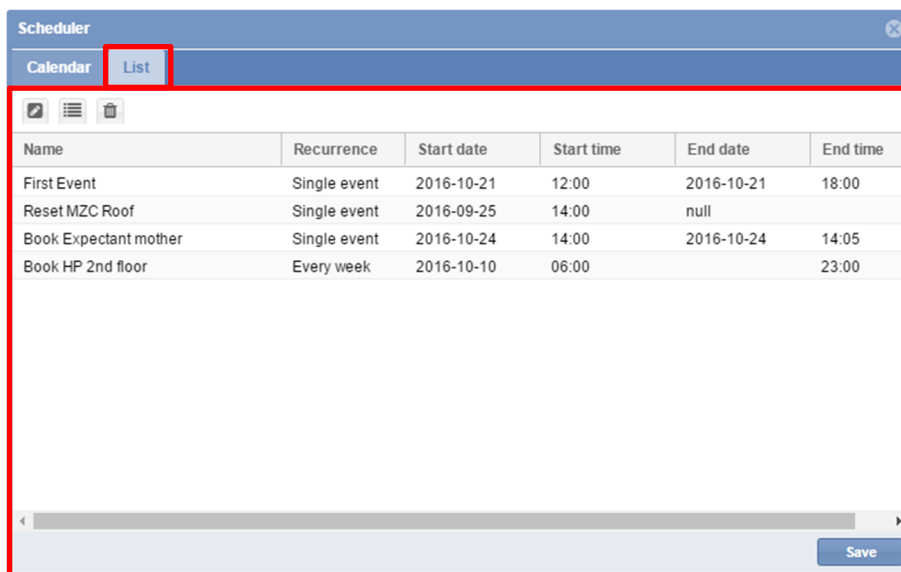 Scheduler
Calendar List
Name Recurrence Start date Start time End date End time
First Event Single event 2016-10-21 12:00 2016-10-21 18:00
Reset MZC Roof Single event 2016-09-25 14:00 null
Book Expectant mother Single event 2016-10-24 14:00 2016-10-24 14:05
Book HP 2nd floor Every week 2016-10-10 06:00 23:00
Save